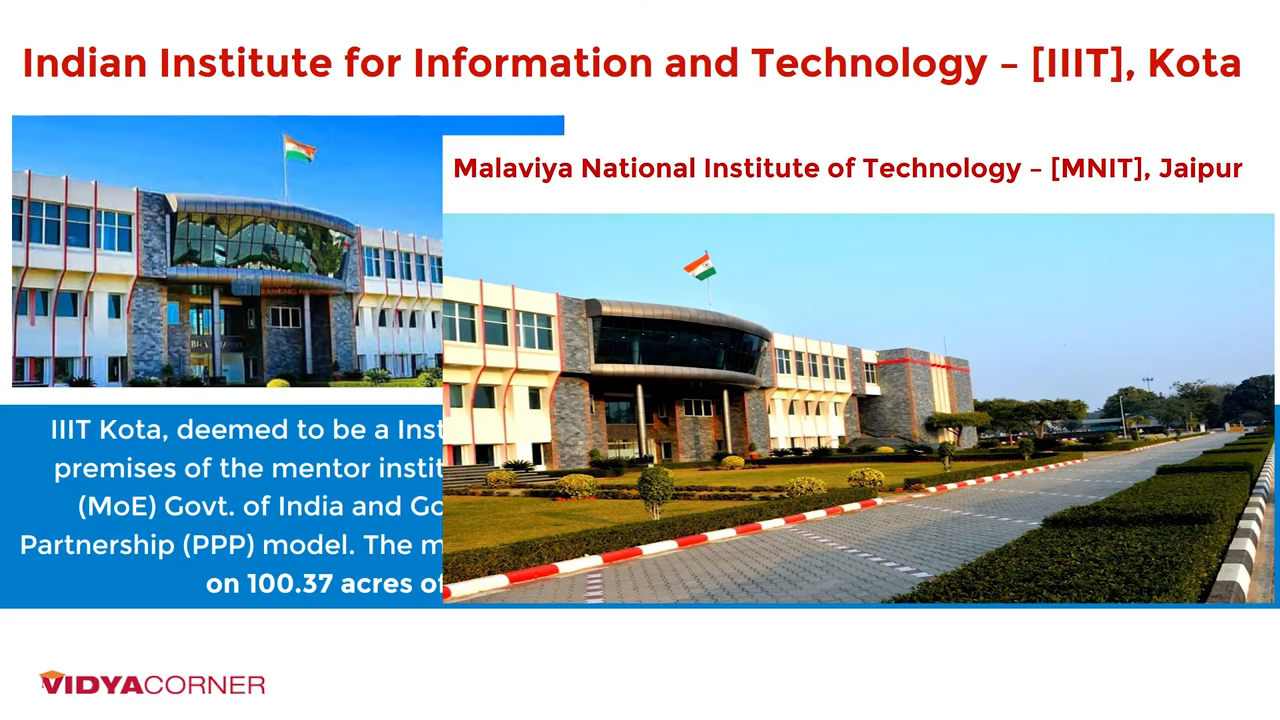 Indian Institute for Information and Technology – [IIIT], Kota
Malaviya National Institute of Technology – [MNIT], Jaipur
IIIT Kota, deemed to be a Inst
premises of the mentor instit
(MoE) Govt. of India and Go
Partnership (PPP) model. The m
on 100.37 acres of
VIDYACORNER